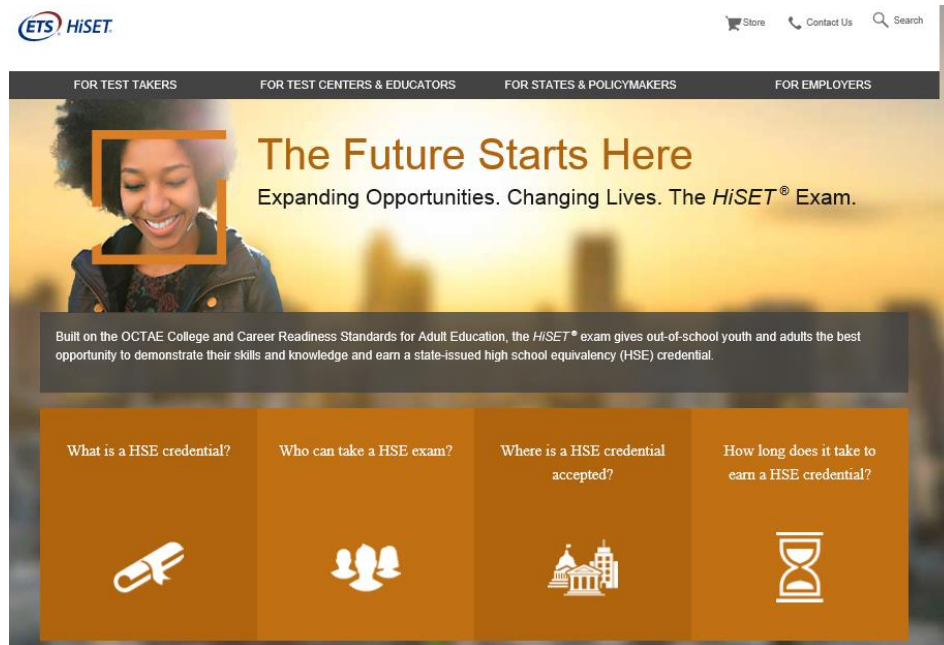 ETS HiSET.
Store
Contact Us
Search
FOR TEST TAKERS
FOR TEST CENTERS & EDUCATORS
FOR STATES & POLICYMAKERS
FOR EMPLOYERS
The Future Starts Here
Expanding Opportunities. Changing Lives. The HiSET® Exam.
Built on the OCTAE College and Career Readiness Standards for Adult Education, the HiSET® exam gives out-of-school youth and adults the best
opportunity to demonstrate their skills and knowledge and earn a state-issued high school equivalency (HSE) credential.
What is a HSE credential?
Who can take a HSE exam?
Where is a HSE credential
accepted?
How long does it take to
earn a HSE credential?